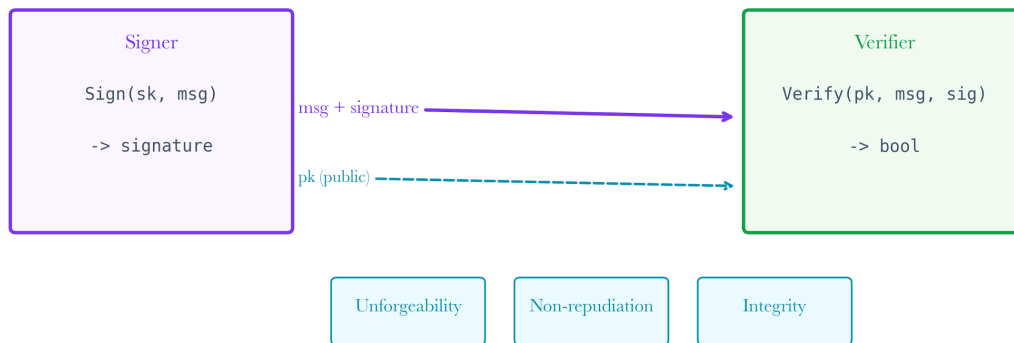 Signer
Sign(sk, msg)
-> signature
msg + signature
pk (public)
Verifier
Verify(pk, msg, sig)
-> bool
Unforgeability
Non-repudiation
Integrity